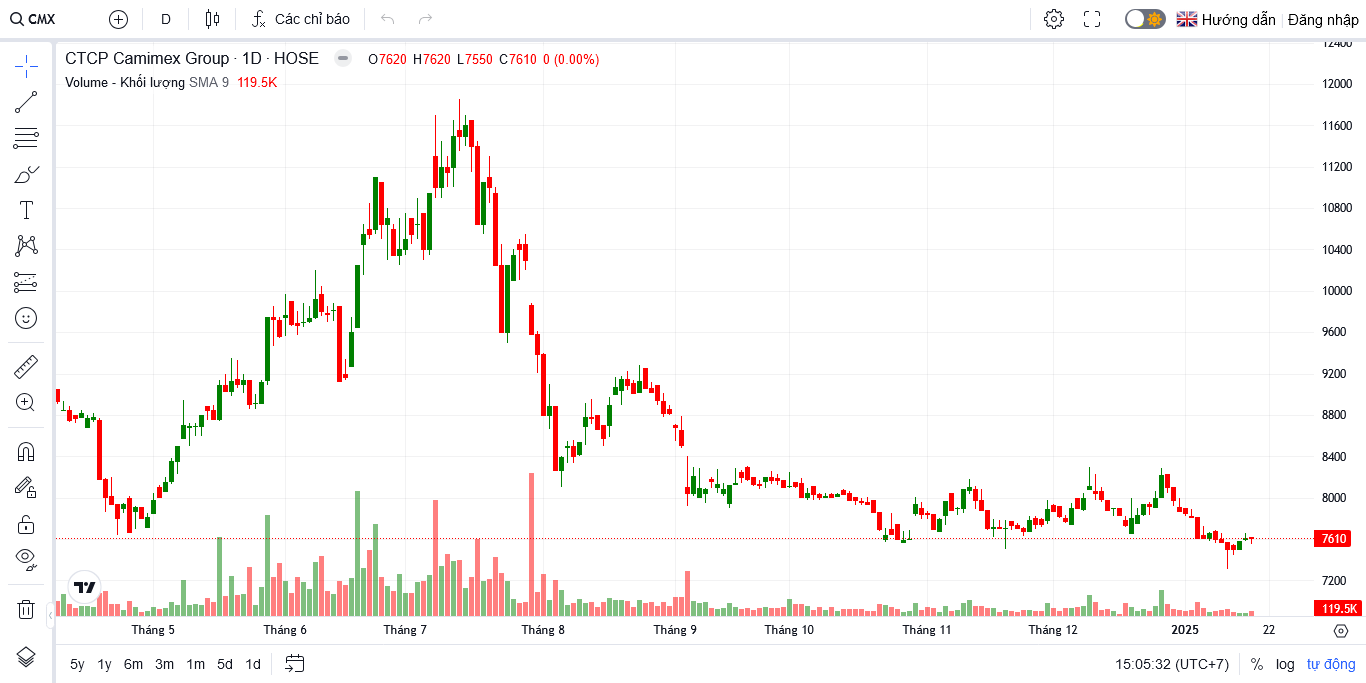 CMX D Các chỉ báo Hướng dẫn Đăng nhập
CTCP Camimex Group · 1D · HOSE O7620 H7620 L7550 C7610 0 (0.00%)
Volume - Khối lượng SMA 9 119.5K
12400
12000
11600
11200
10800
10400
10000
9600
9200
8800
8400
8000
7610
7200
119.5K
Tháng 5 Tháng 6 Tháng 7 Tháng 8 Tháng 9 Tháng 10 Tháng 11 Tháng 12 2025 22
5y 1y 6m 3m 1m 5d 1d 15:05:32 (UTC+7) % log tự động